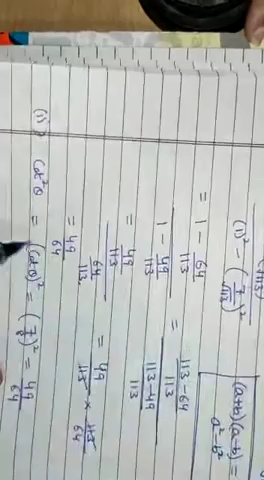 √113)
(1)² - (7/√113)²
(a+b)(a-b) =
a²-b²
= 1 - 64/113 = 113-64/113
1 - 49/113 113-49/113
= 49/113 = 49/113 × 113/64
64/113
= 49/64
(ii) Cot²θ = (Cotθ)² = (7/8)² = 49/64